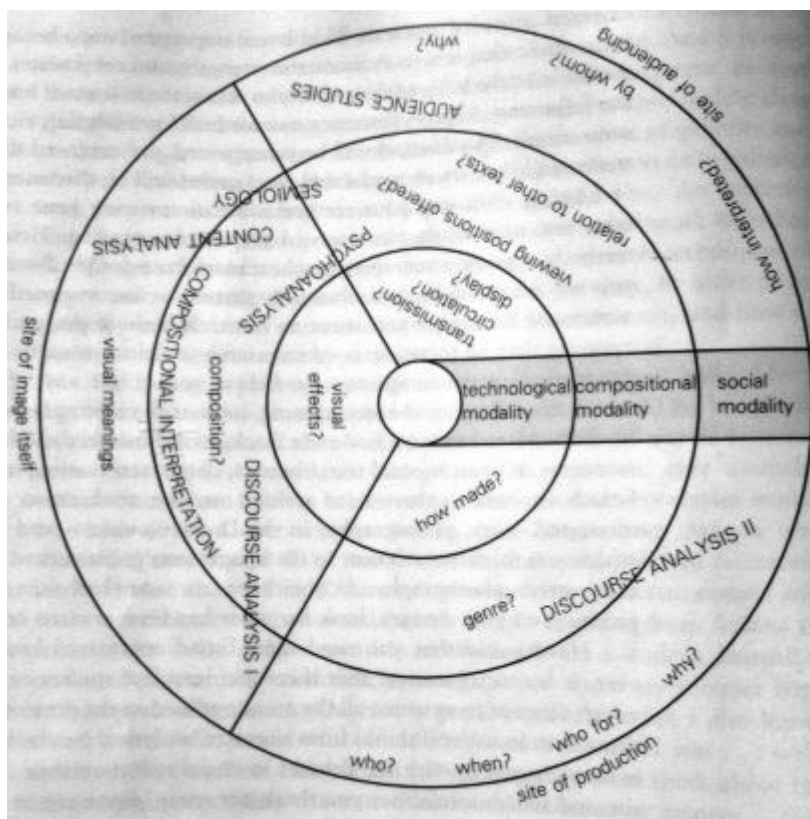 site of audiencing
by whom?
why?
how interpreted?
AUDIENCE STUDIES
relation to other texts?
viewing positions offered?
display?
circulation?
transmission?
SEMIOLOGY
CONTENT ANALYSIS
PSYCHOANALYSIS
COMPOSITIONAL INTERPRETATION
DISCOURSE ANALYSIS I
site of image itself
visual meanings
composition?
visual
effects?
technological
modality
compositional
modality
social
modality
how made?
genre?
DISCOURSE ANALYSIS II
who?
when?
who for?
why?
site of production